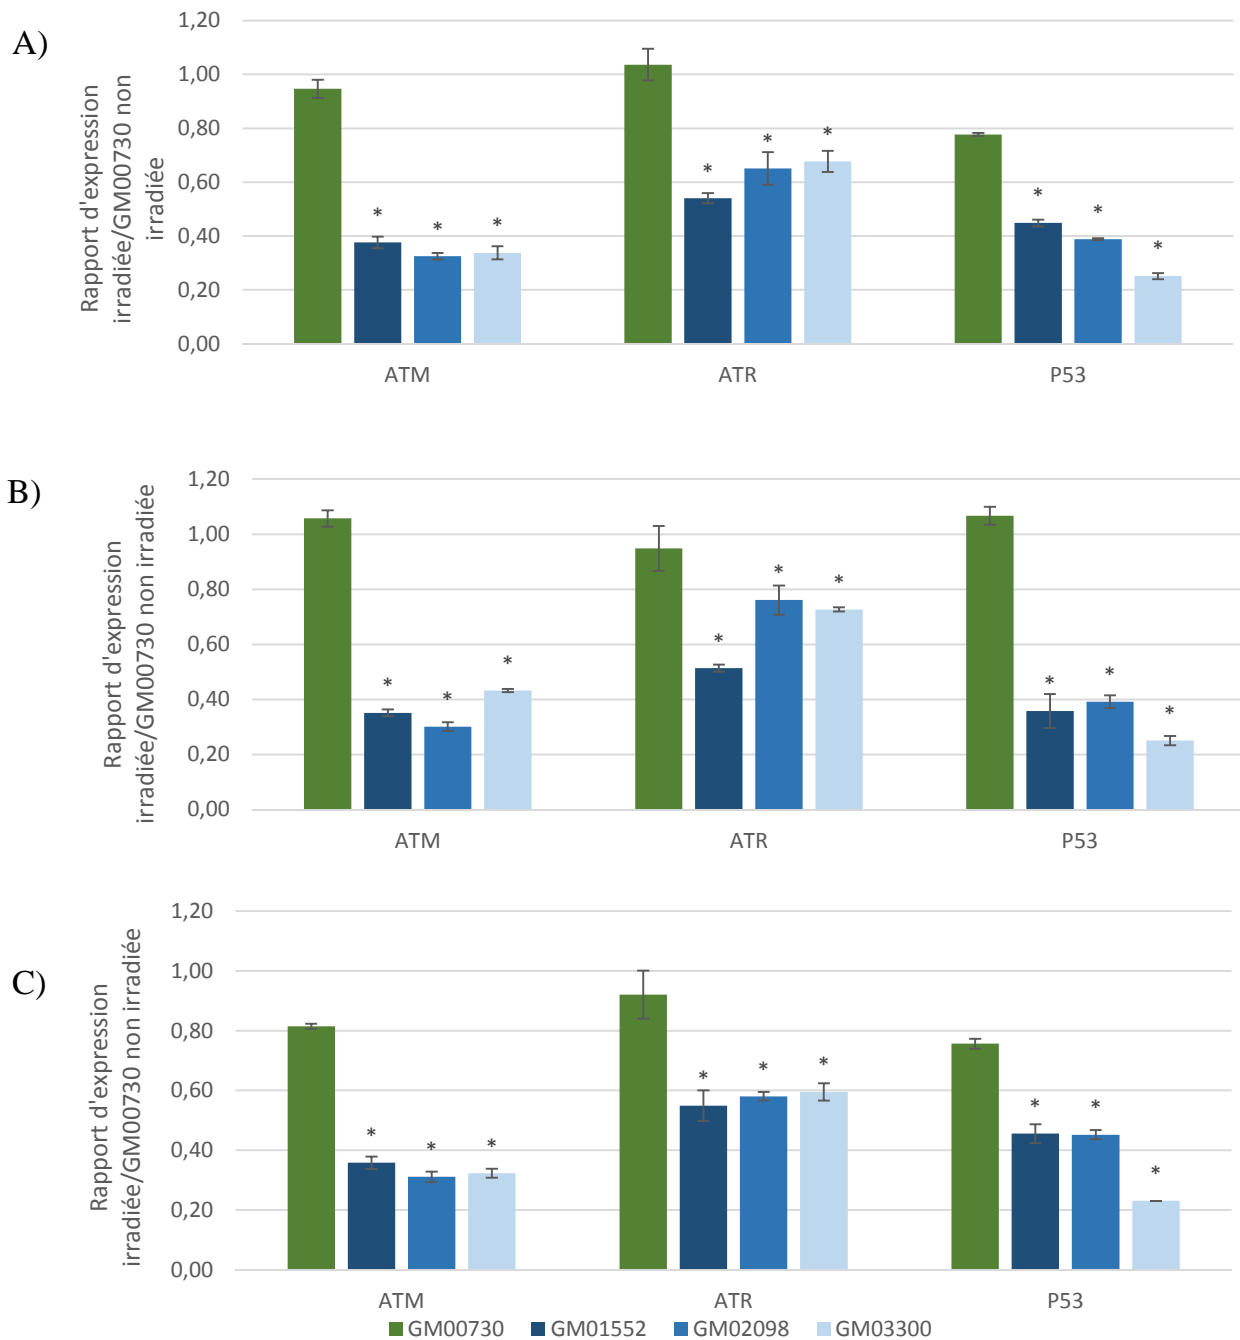 A)
Rapport d'expression
irradiée/GM00730 non
irradiée
1,20
1,00
0,80
0,60
0,40
0,20
0,00
* * *
* * *
* * *
ATM ATR P53
B)
Rapport d'expression
irradiée/GM00730 non irradiée
1,20
1,00
0,80
0,60
0,40
0,20
0,00
* * *
* * *
* * *
ATM ATR P53
C)
Rapport d'expression
irradiée/GM00730 non irradiée
1,20
1,00
0,80
0,60
0,40
0,20
0,00
* * *
* * *
* * *
ATM ATR P53
GM00730 GM01552 GM02098 GM03300